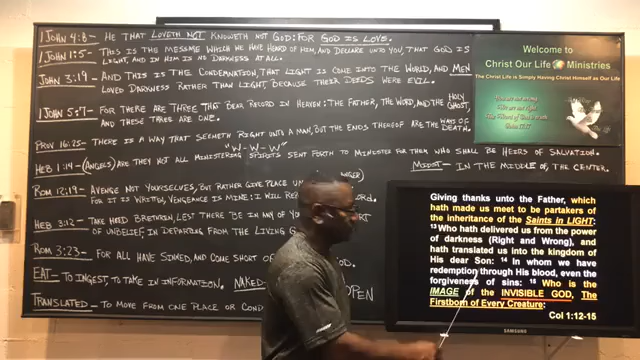 1 JOHN 4:8 - HE THAT LOVETH NOT KNOWETH NOT GOD: FOR GOD IS LOVE.
1 JOHN 1:5 - THIS IS THE MESSAGE WHICH WE HAVE HEARD OF HIM, AND DECLARE UNTO YOU, THAT GOD IS
LIGHT, AND IN HIM IS NO DARKNESS AT ALL.
JOHN 3:19 - AND THIS IS THE CONDEMNATION, THAT LIGHT IS COME INTO THE WORLD, AND MEN
LOVED DARKNESS RATHER THAN LIGHT, BECAUSE THEIR DEEDS WERE EVIL.
1 JOHN 5:7 - FOR THERE ARE THREE THAT BEAR RECORD IN HEAVEN: THE FATHER, THE WORD, AND THE HOLY GHOST,
AND THESE THREE ARE ONE.
PROV 16:25 - THERE IS A WAY THAT SEEMETH RIGHT UNTO A MAN, BUT THE ENDS THEREOF ARE THE WAYS OF DEATH.
"W-W-W"
HEB 1:14 - (ANGELS) ARE THEY NOT ALL MINISTERING SPIRITS SENT FORTH TO MINISTER FOR THEM WHO SHALL BE HEIRS OF SALVATION.
MIDST - IN THE MIDDLE OF THE CENTER.
ROM 12:19 - AVENGE NOT YOURSELVES, BUT RATHER GIVE PLACE
FOR IT IS WRITTEN, VENGEANCE IS MINE; I WILL
HEB 3:12 - TAKE HEED BRETHREN, LEST THERE BE IN ANY OF
OF UNBELIEF, IN DEPARTING FROM THE LIVING
ROM 3:23 - FOR ALL HAVE SINNED, AND COME SHORT
EAT - TO INGEST, TO TAKE IN INFORMATION. NAKED
OPEN
TRANSLATED - TO MOVE FROM ONE PLACE OR
Welcome to
Christ Our Life Ministries
The Christ Life is Simply Having Christ Himself as Our Life
Giving thanks unto the Father, which
hath made us meet to be partakers of
the inheritance of the Saints in Light:
13 Who hath delivered us from the power
of darkness (Right and Wrong), and
hath translated us into the kingdom of
His dear Son: 14 In whom we have
redemption through His blood, even the
forgiveness of sins: 15 Who is the
IMAGE of the INVISIBLE GOD, The
Firstborn of Every Creature:
Col 1:12-15
SAMSUNG